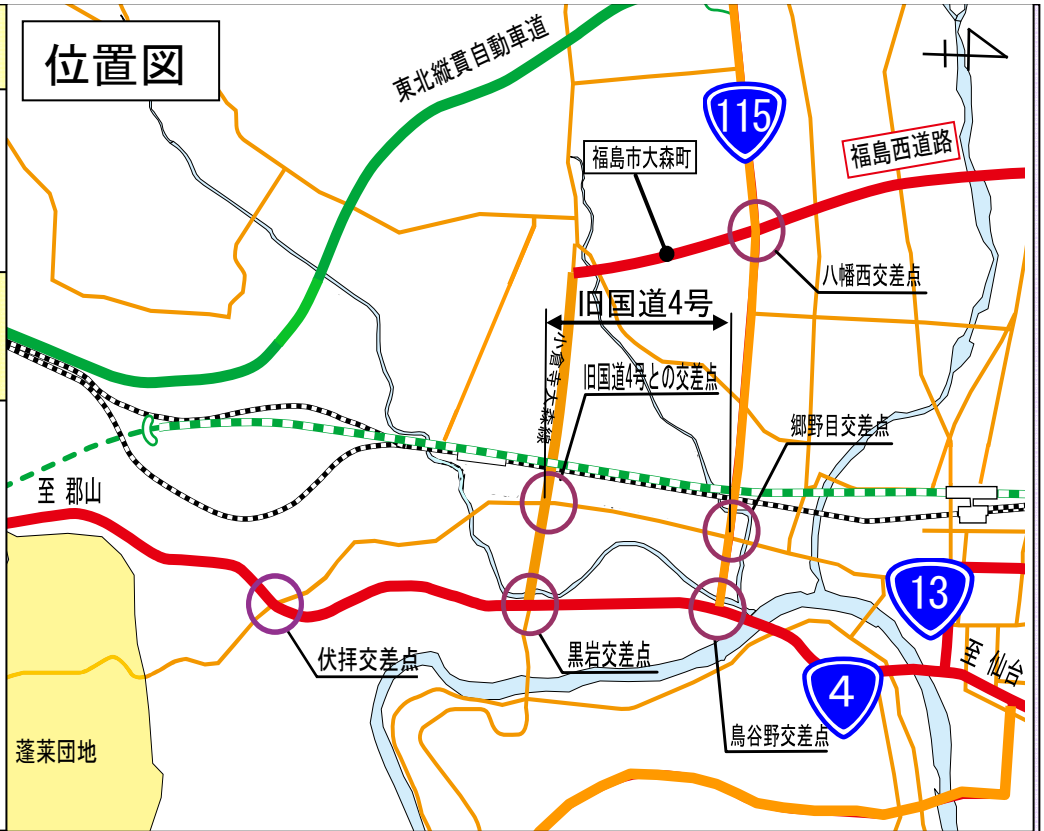 位置図
東北縦貫自動車道
115
福島市大森町
福島西道路
八幡西交差点
旧国道4号
小倉寺大森線
旧国道4号との交差点
郷野目交差点
至 郡山
13
伏拝交差点
黒岩交差点
至 仙台
4
鳥谷野交差点
蓬莱団地